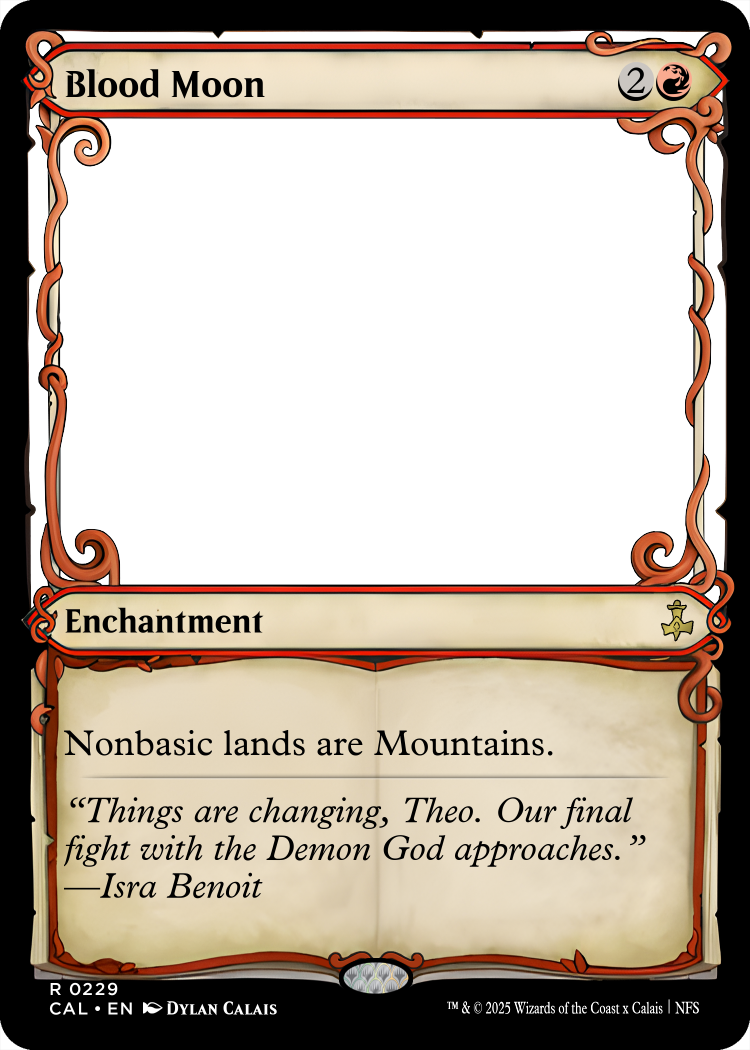 Blood Moon 2
Enchantment
Nonbasic lands are Mountains.
“Things are changing, Theo. Our final
fight with the Demon God approaches.”
—Isra Benoit
R 0229
CAL • EN Dylan Calais
™ & © 2025 Wizards of the Coast x Calais | NFS